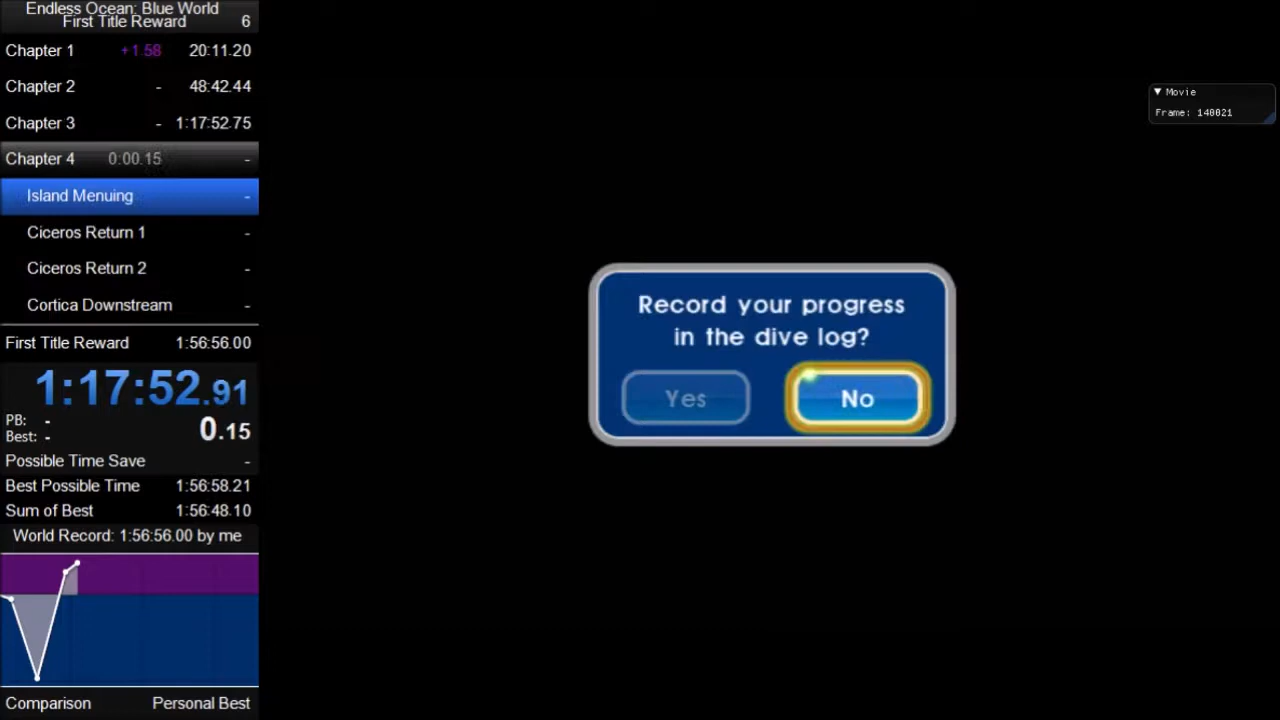 Endless Ocean: Blue World
First Title Reward 6
Chapter 1 +1.58 20:11.20
Chapter 2 - 48:42.44
Chapter 3 - 1:17:52.75
Chapter 4 0:00.15 -
Island Menuing -
Ciceros Return 1 -
Ciceros Return 2 -
Cortica Downstream -
First Title Reward 1:56:56.00
1:17:52.91
PB: -
Best: - 0.15
Possible Time Save -
Best Possible Time 1:56:58.21
Sum of Best 1:56:48.10
World Record: 1:56:56.00 by me
Comparison Personal Best
Record your progress
in the dive log?
Yes No
▼ Movie
Frame: 140021